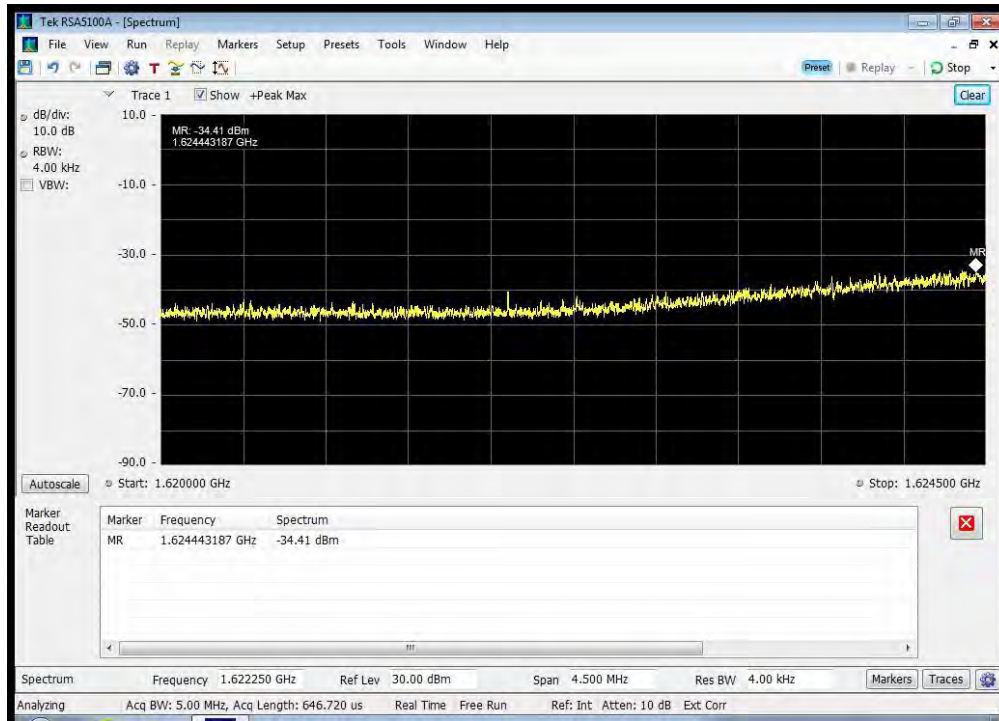 Tek RSA5100A - [Spectrum]
File View Run Replay Markers Setup Presets Tools Window Help
T
Preset Replay Stop
Trace 1 Show +Peak Max Clear
dB/div:
10.0 dB
RBW:
4.00 kHz
VBW:
10.0
-10.0
-30.0
-50.0
-70.0
-90.0
MR: -34.41 dBm
1.624443187 GHz
MR
Autoscale Start: 1.620000 GHz Stop: 1.624500 GHz
Marker
Readout
Table
Marker Frequency Spectrum
MR 1.624443187 GHz -34.41 dBm
Spectrum Frequency 1.622250 GHz Ref Lev 30.00 dBm Span 4.500 MHz Res BW 4.00 kHz Markers Traces
Analyzing Acq BW: 5.00 MHz, Acq Length: 646.720 us Real Time Free Run Ref: Int Atten: 10 dB Ext Corr